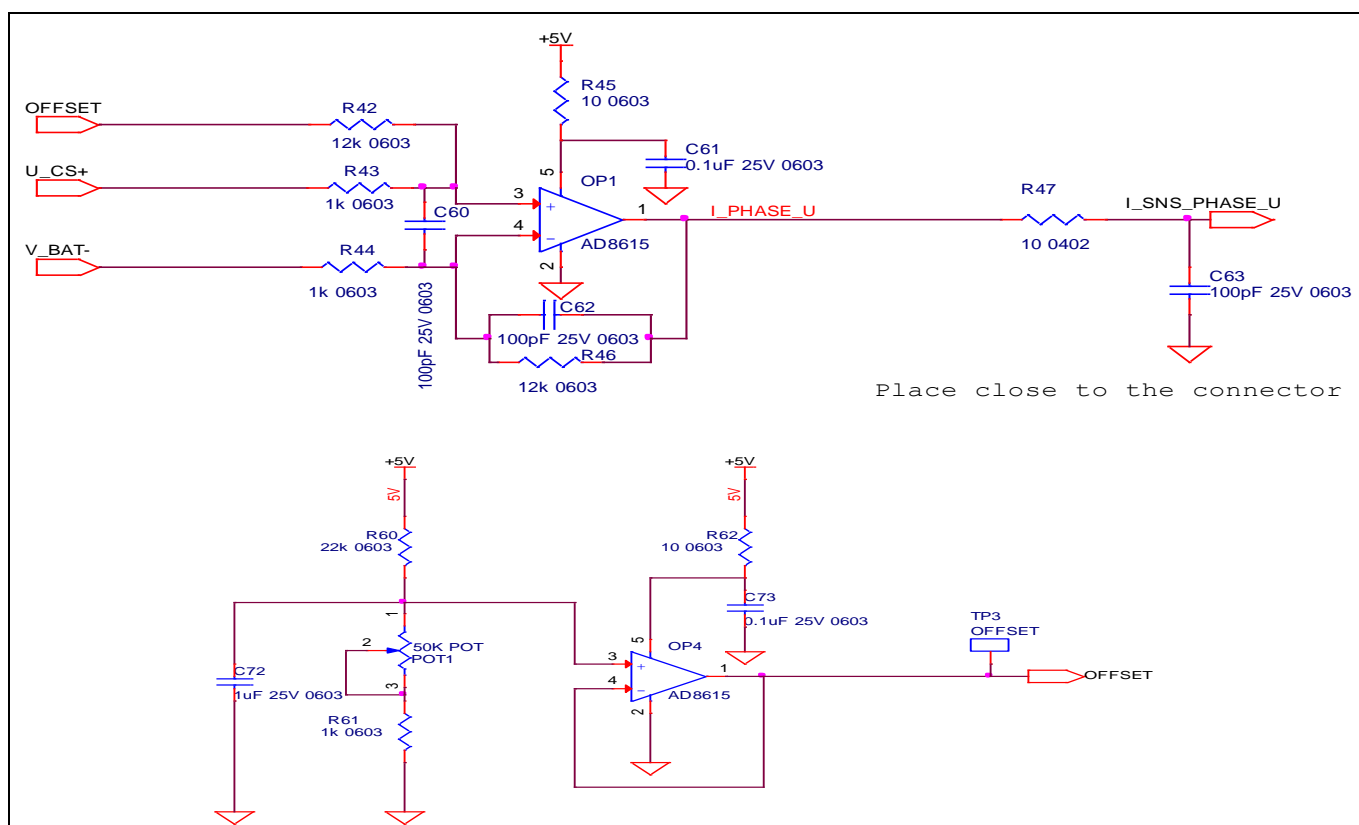 +5V
R45
10 0603
OFFSET
R42
12k 0603
C61
0.1uF 25V 0603
U_CS+
R43
1k 0603
C60
100pF 25V 0603
5
OP1
3
+
4
−
1
AD8615
2
I_PHASE_U
R47
10 0402
I_SNS_PHASE_U
V_BAT-
R44
1k 0603
C62
100pF 25V 0603
R46
12k 0603
C63
100pF 25V 0603
Place close to the connector
+5V
5V
R60
22k 0603
1
2
50K POT
POT1
3
C72
1uF 25V 0603
R61
1k 0603
+5V
5V
R62
10 0603
C73
0.1uF 25V 0603
5
OP4
3
+
4
−
1
AD8615
2
TP3
OFFSET
OFFSET